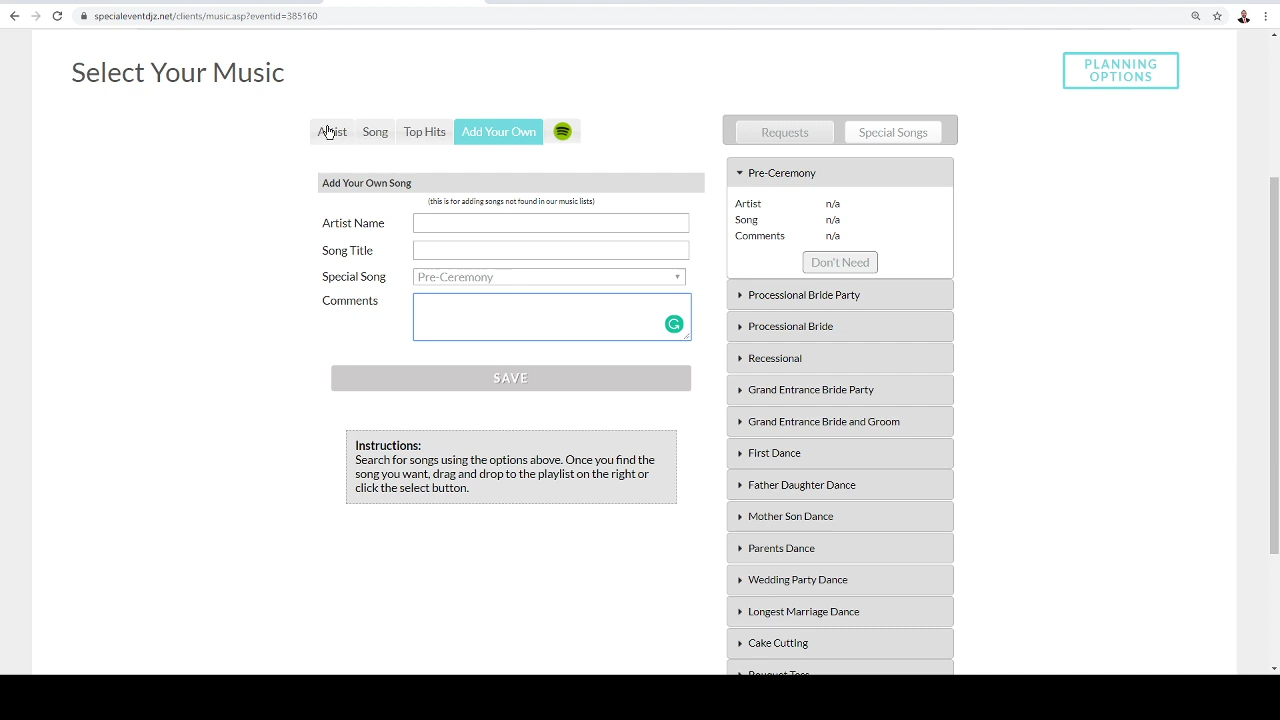 specialeventdjz.net/clients/music.asp?eventid=385160
Select Your Music
PLANNING
OPTIONS
Artist
Song
Top Hits
Add Your Own
Add Your Own Song
(this is for adding songs not found in our music lists)
Artist Name
Song Title
Special Song
Pre-Ceremony
Comments
SAVE
Instructions:
Search for songs using the options above. Once you find the
song you want, drag and drop to the playlist on the right or
click the select button.
Requests
Special Songs
Pre-Ceremony
Artist n/a
Song n/a
Comments n/a
Don't Need
Processional Bride Party
Processional Bride
Recessional
Grand Entrance Bride Party
Grand Entrance Bride and Groom
First Dance
Father Daughter Dance
Mother Son Dance
Parents Dance
Wedding Party Dance
Longest Marriage Dance
Cake Cutting